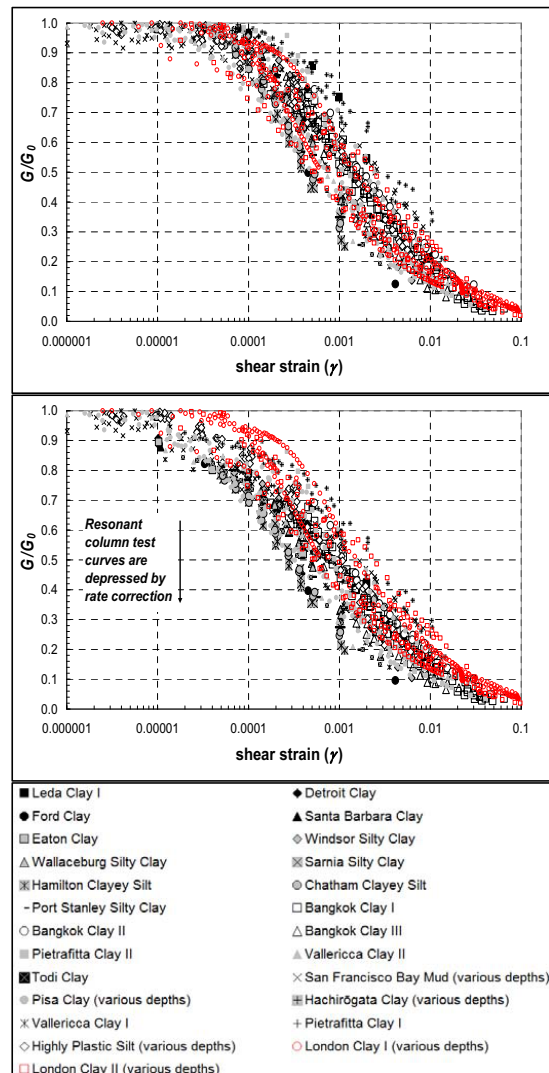 1.0
0.9
0.8
0.7
0.6
0.5
0.4
0.3
0.2
0.1
0.0
G/G0
0.000001 0.00001 0.0001 0.001 0.01 0.1
shear strain (γ)
1.0
0.9
0.8
0.7
0.6
0.5
0.4
0.3
0.2
0.1
0.0
G/G0
Resonant
column test
curves are
depressed by
rate correction
0.000001 0.00001 0.0001 0.001 0.01 0.1
shear strain (γ)
Leda Clay I Detroit Clay
Ford Clay Santa Barbara Clay
Eaton Clay Windsor Silty Clay
Wallaceburg Silty Clay Sarnia Silty Clay
Hamilton Clayey Silt Chatham Clayey Silt
Port Stanley Silty Clay Bangkok Clay I
Bangkok Clay II Bangkok Clay III
Pietrafitta Clay II Vallericca Clay II
Todi Clay San Francisco Bay Mud (various depths)
Pisa Clay (various depths) Hachirōgata Clay (various depths)
Vallericca Clay I Pietrafitta Clay I
Highly Plastic Silt (various depths) London Clay I (various depths)
London Clay II (various depths)